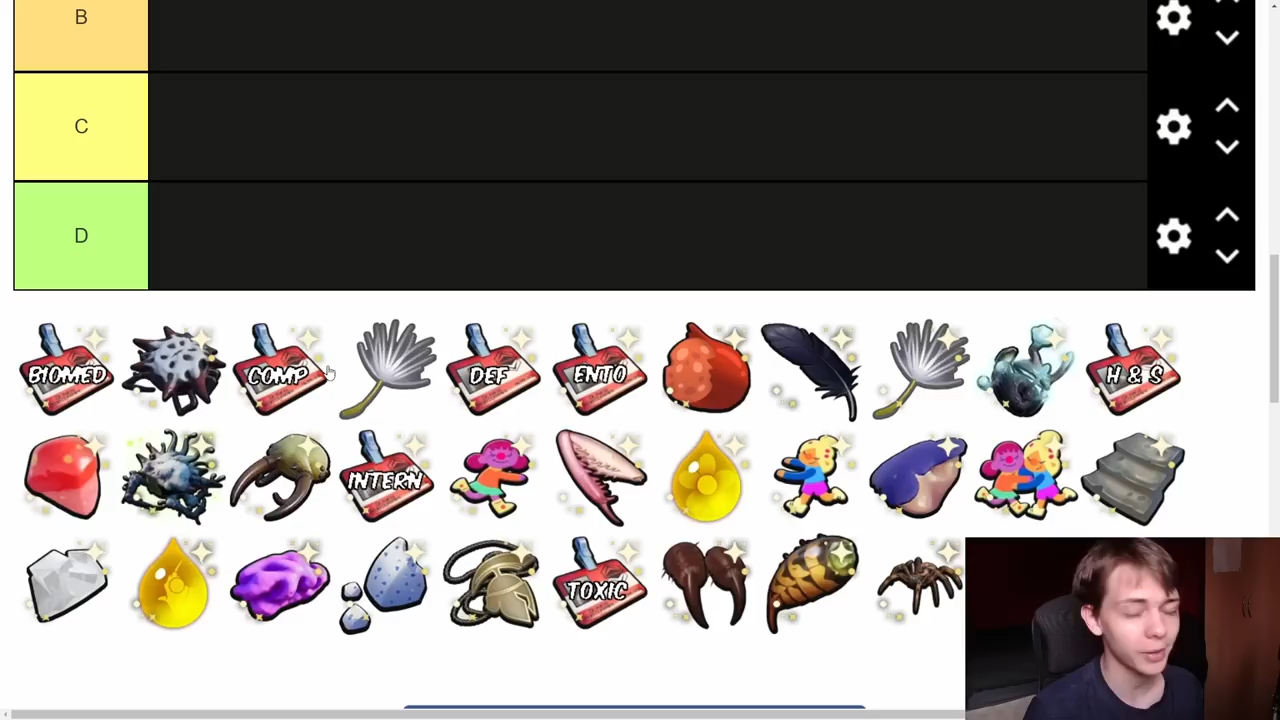 B
C
D
BIOMED
COMP
DEF
ENTO
H & S
INTERN
TOXIC